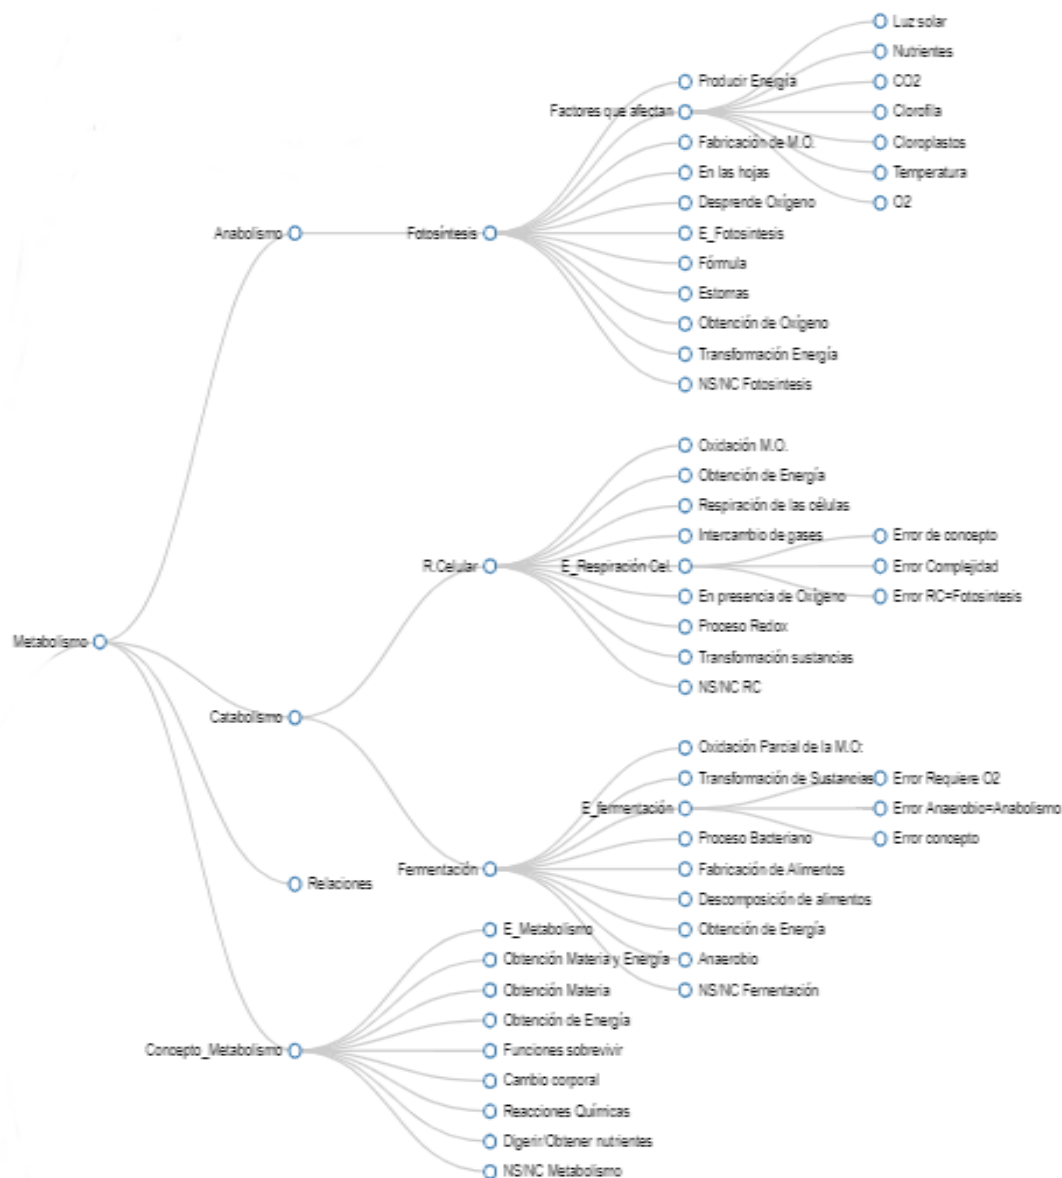 Metabolismo
Anabolismo
Fotosíntesis
Producir Energía
Factores que afectan
Luz solar
Nutrientes
CO2
Clorofila
Cloroplastos
Temperatura
O2
Fabricación de M.O.
En las hojas
Desprende Oxígeno
E_Fotosintesis
Fórmula
Estomas
Obtención de Oxígeno
Transformación Energía
NS/NC Fotosintesis
Catabolismo
R.Celular
Oxidación M.O.
Obtención de Energía
Respiración de las células
Intercambio de gases
E_Respiración Cel.
Error de concepto
Error Complejidad
Error RC=Fotosintesis
En presencia de Oxígeno
Proceso Redox
Transformación sustancias
NS/NC RC
Fermentación
Oxidación Parcial de la M.O:
Transformación de Sustancias
E_fermentación
Error Requiere O2
Error Anaerobio=Anabolismo
Error concepto
Proceso Bacteriano
Fabricación de Alimentos
Descomposición de alimentos
Obtención de Energía
Anaerobio
NS/NC Fermentación
Relaciones
Concepto_Metabolismo
E_Metabolismo
Obtención Materia y Energía
Obtención Materia
Obtención de Energía
Funciones sobrevivir
Cambio corporal
Reacciones Químicas
Digerir/Obtener nutrientes
NS/NC Metabolismo